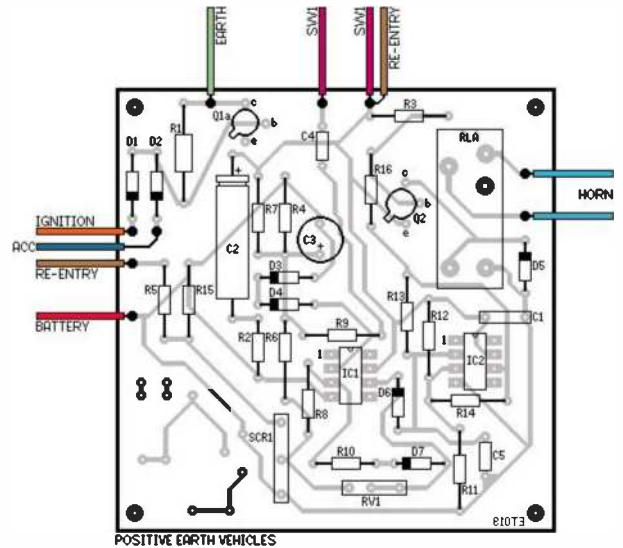 EARTH
SW1
SW1
RE-ENTRY
R1
c
Q1a
b
e
C4
R3
RLA
D1
D2
R16
c
b
Q2
e
HORN
+
R7
R4
C3
+
C2
IGNITION
ACC
RE-ENTRY
D3
D5
D4
R5
R15
R13
R12
C1
BATTERY
R2
R6
R9
1
IC1
1
IC2
D6
R8
R14
SCR1
R10
D7
R11
C5
RV1
ET019
POSITIVE EARTH VEHICLES